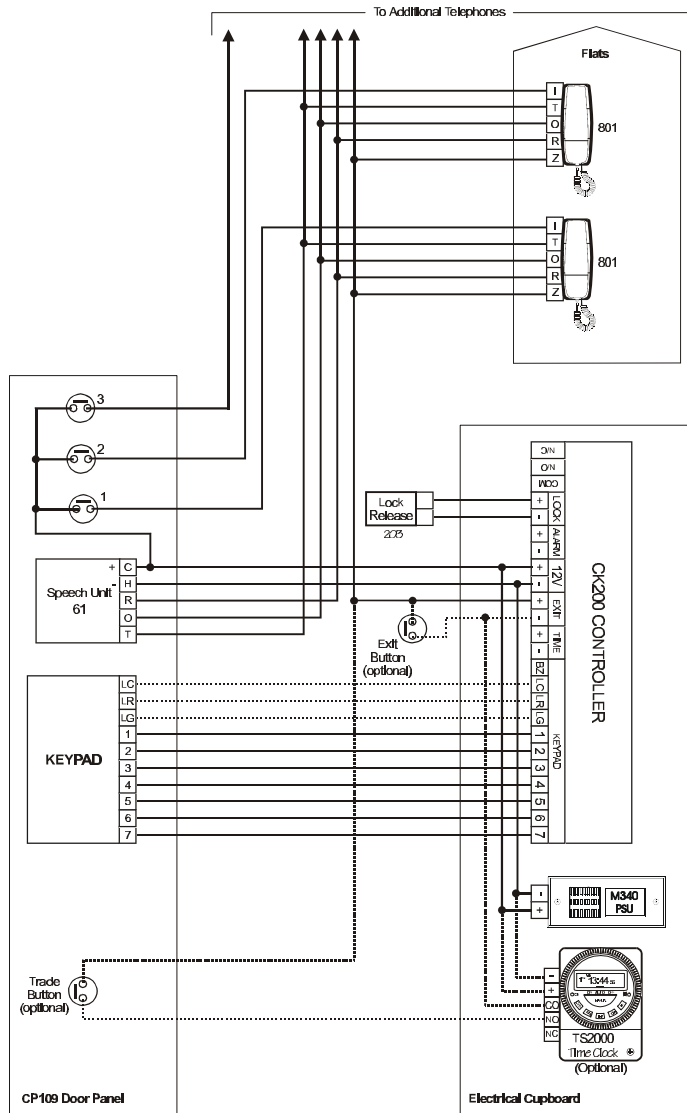 To Additional Telephones
Flats
I
T
O
R
Z
801
I
T
O
R
Z
801
3
2
1
+ C
- H
R
O
T
Speech Unit
61
Lock
Release
203
N/C
N/O
COM
+ LOCK
-
+ ALARM
-
+ 12V
-
+ EXIT
-
+ TIME
-
BZ
LC
LR
LG
1
2
3
4
5
6
7
KEYPAD
CK200 CONTROLLER
Exit
Button
(optional)
KEYPAD
LC
LR
LG
1
2
3
4
5
6
7
-
+
M340
PSU
Trade
Button
(optional)
-
+
CO
NO
NC
13:44
TS2000
Time Clock
(Optional)
CP109 Door Panel
Electrical Cupboard